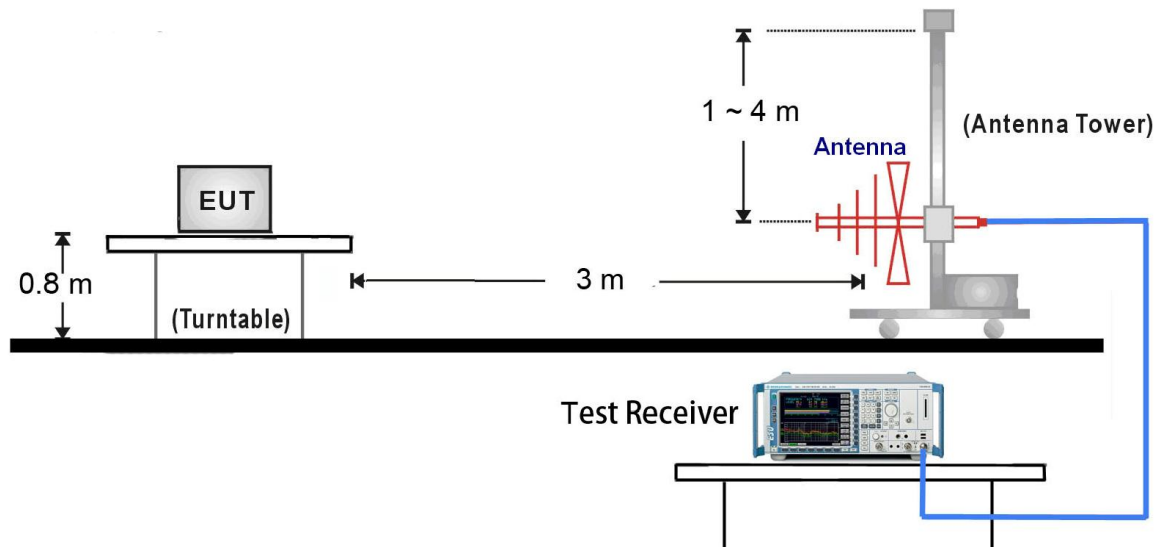 1 ~ 4 m
(Antenna Tower)
Antenna
EUT
0.8 m
3 m
(Turntable)
Test Receiver